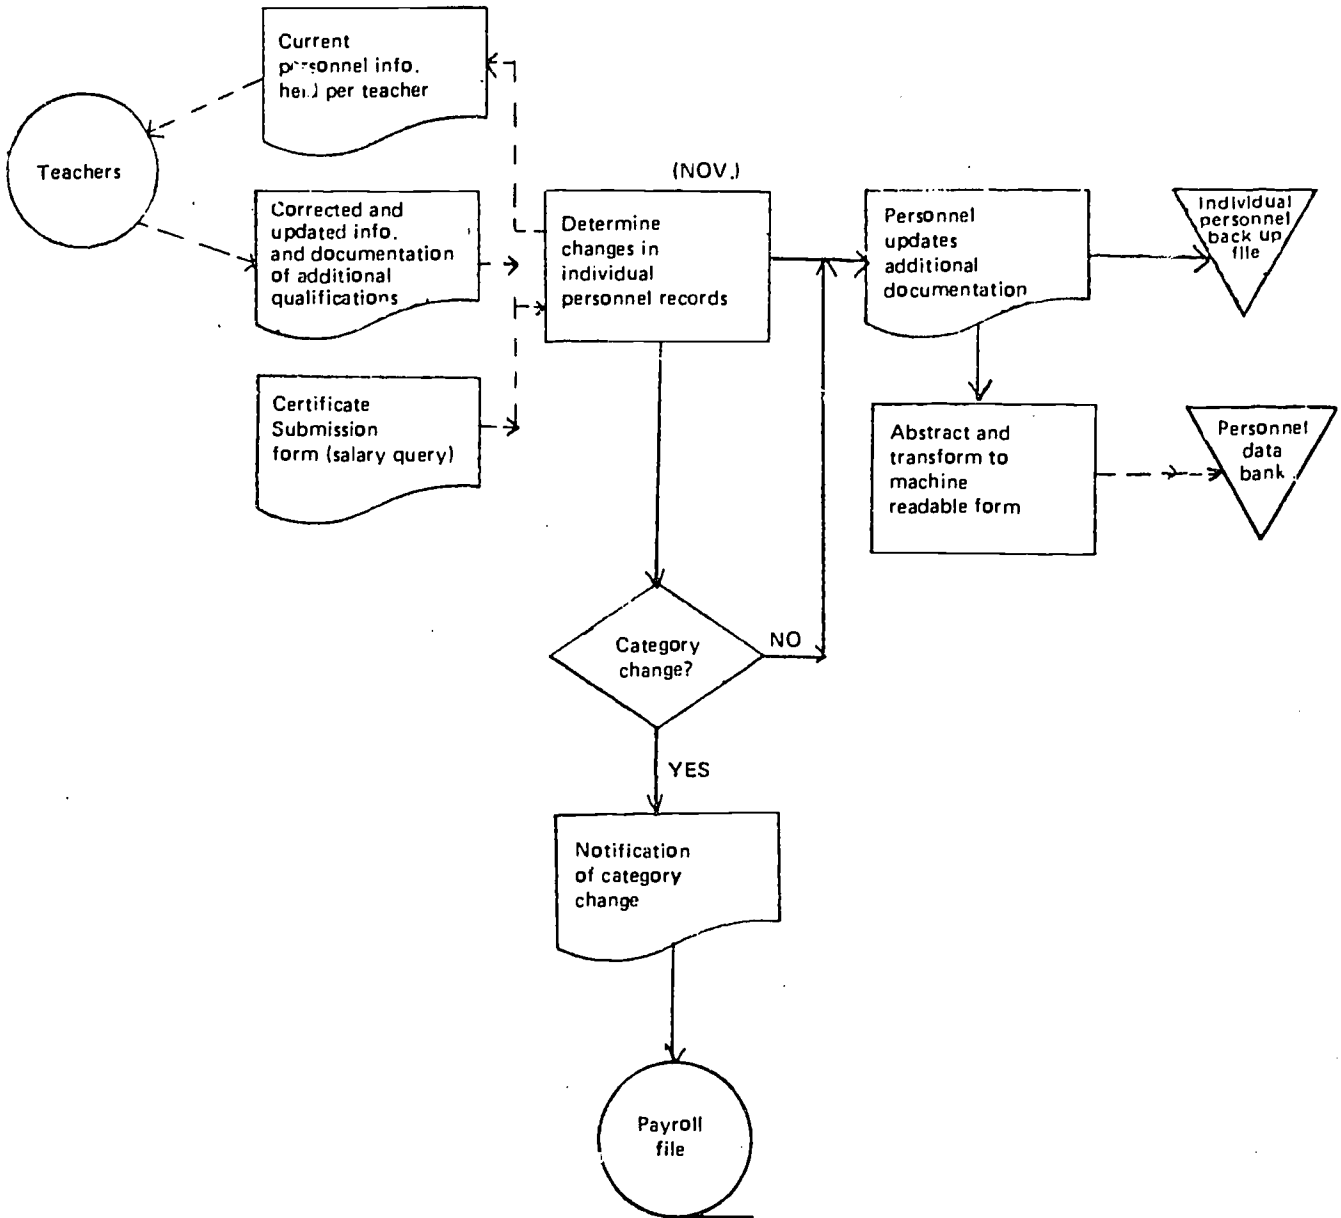 Current
personnel info.
held per teacher
Teachers
(NOV.)
Corrected and
updated info.
and documentation
of additional
qualifications
Determine
changes in
individual
personnel records
Personnel
updates
additional
documentation
Individual
personnel
back up
file
Certificate
Submission
form (salary query)
Abstract and
transform to
machine
readable form
Personnel
data
bank
Category
change?
NO
YES
Notification
of category
change
Payroll
file